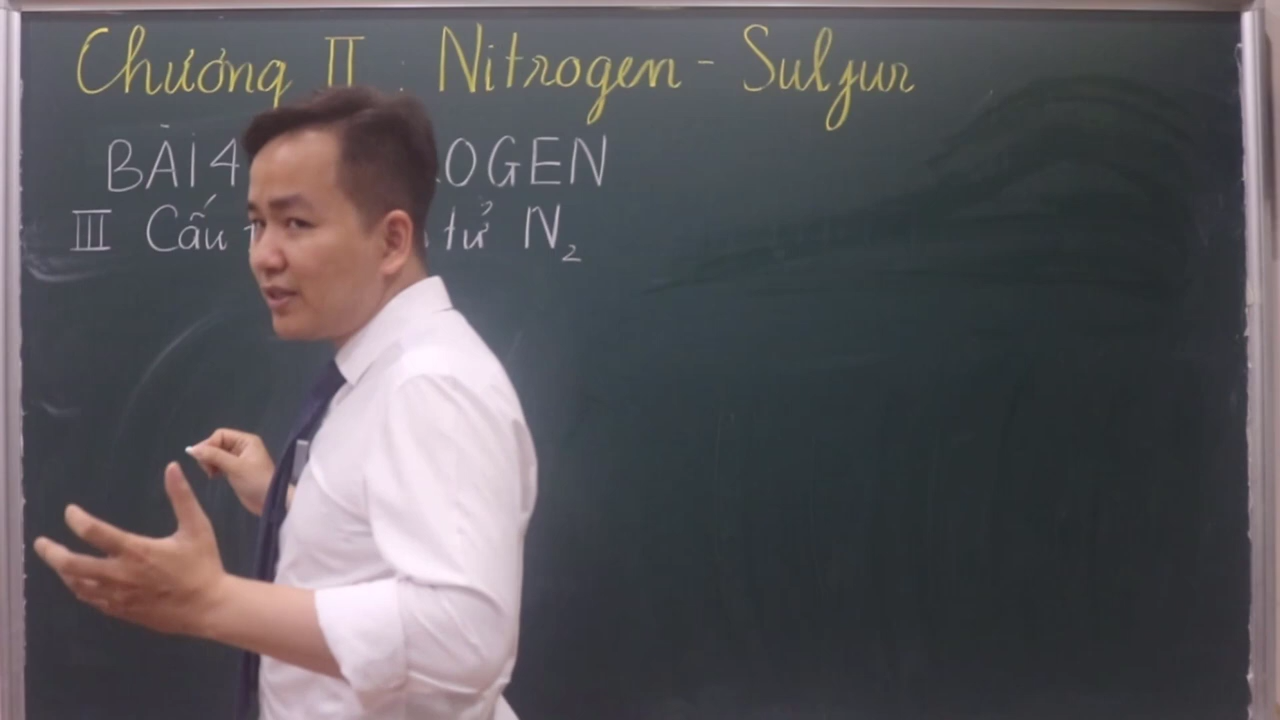 Chương II : Nitrogen - Sulfur
BÀI 4 OGEN
III Cấu tử N₂